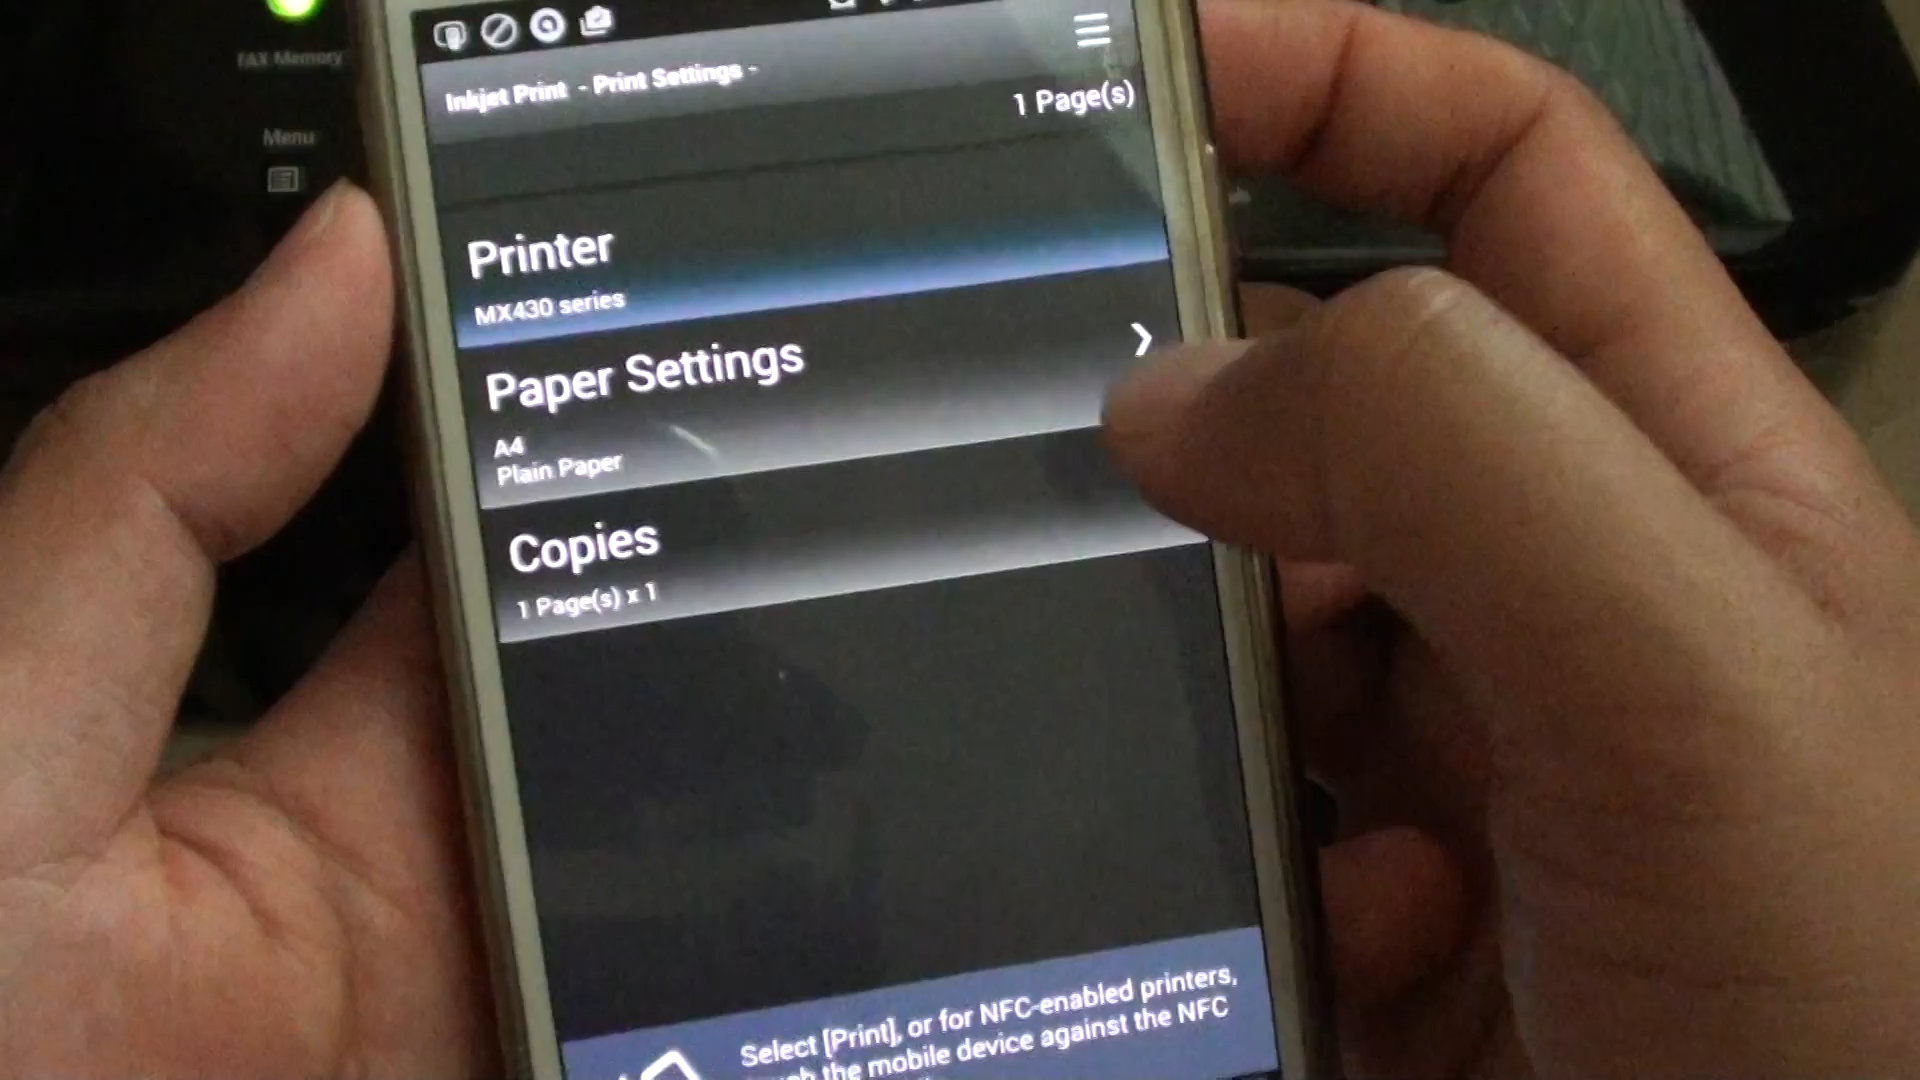 FAX Memory
Menu
Inkjet Print - Print Settings -
1 Page(s)
Printer
MX430 series
Paper Settings
A4
Plain Paper
Copies
1 Page(s) x 1
Select [Print], or for NFC-enabled printers,
the mobile device against the NFC